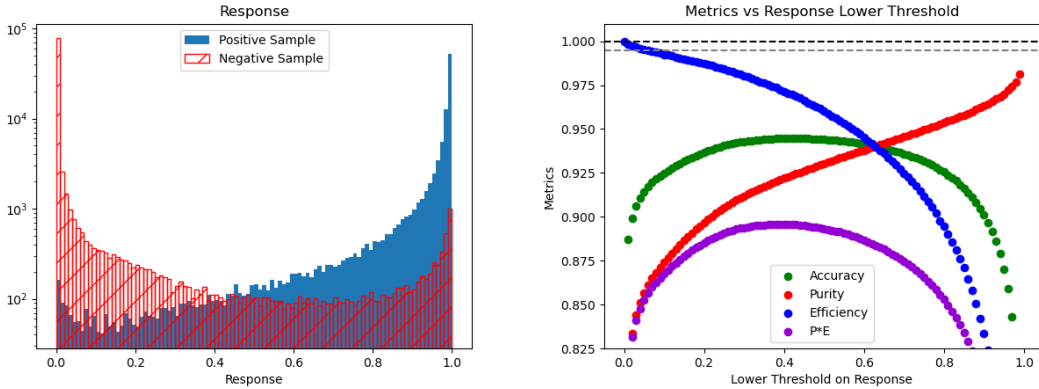 Response
10^5
10^4
10^3
10^2
0.0 0.2 0.4 0.6 0.8 1.0
Response
Positive Sample
Negative Sample
Metrics vs Response Lower Threshold
Metrics
1.000
0.975
0.950
0.925
0.900
0.875
0.850
0.825
0.0 0.2 0.4 0.6 0.8 1.0
Lower Threshold on Response
Accuracy
Purity
Efficiency
P*E